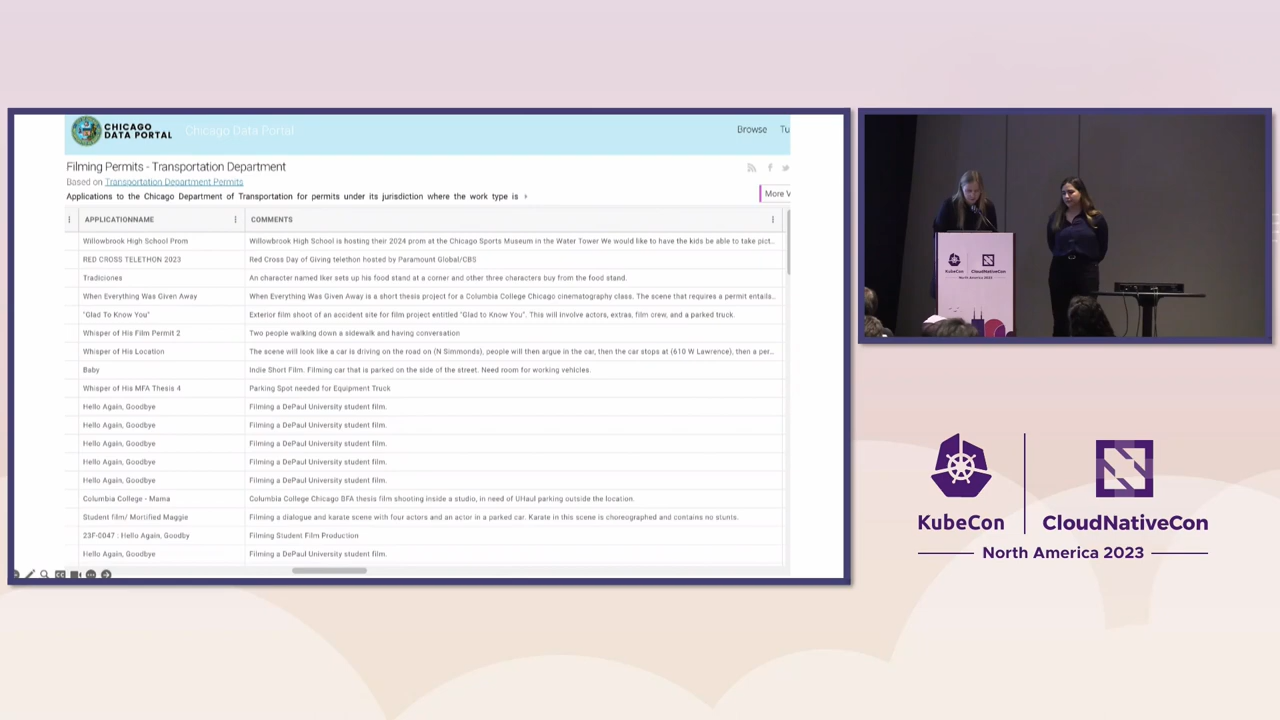 CHICAGO
DATA PORTAL
Chicago Data Portal
Browse Tu
Filming Permits - Transportation Department
Based on Transportation Department Permits
Applications to the Chicago Department of Transportation for permits under its jurisdiction where the work type is
More V
APPLICATIONNAME COMMENTS
Willowbrook High School Prom Willowbrook High School is hosting their 2024 prom at the Chicago Sports Museum in the Water Tower We would like to have the kids be able to take pict...
RED CROSS TELETHON 2023 Red Cross Day of Giving telethon hosted by Paramount Global/CBS
Tradiciones An character named Iker sets up his food stand at a corner and other three characters buy from the food stand.
When Everything Was Given Away When Everything Was Given Away is a short thesis project for a Columbia College Chicago cinematography class. The scene that requires a permit entails...
"Glad To Know You" Exterior film shoot of an accident site for film project entitled "Glad to Know You". This will involve actors, extras, film crew, and a parked truck.
Whisper of His Film Permit 2 Two people walking down a sidewalk and having conversation
Whisper of His Location The scene will look like a car is driving on the road on (N Simmonds), people will then argue in the car, then the car stops at (610 W Lawrence), then a per...
Baby Indie Short Film. Filming car that is parked on the side of the street. Need room for working vehicles.
Whisper of His MFA Thesis 4 Parking Spot needed for Equipment Truck
Hello Again, Goodbye Filming a DePaul University student film.
Hello Again, Goodbye Filming a DePaul University student film.
Hello Again, Goodbye Filming a DePaul University student film.
Hello Again, Goodbye Filming a DePaul University student film.
Hello Again, Goodbye Filming a DePaul University student film.
Columbia College - Mama Columbia College Chicago BFA thesis film shooting inside a studio, in need of UHaul parking outside the location.
Student film/ Mortified Maggie Filming a dialogue and karate scene with four actors and an actor in a parked car. Karate in this scene is choreographed and contains no stunts.
23F-0047 : Hello Again, Goodby Filming Student Film Production
Hello Again, Goodbye Filming a DePaul University student film.
KubeCon CloudNativeCon
North America 2023
KubeCon CloudNativeCon
North America 2023